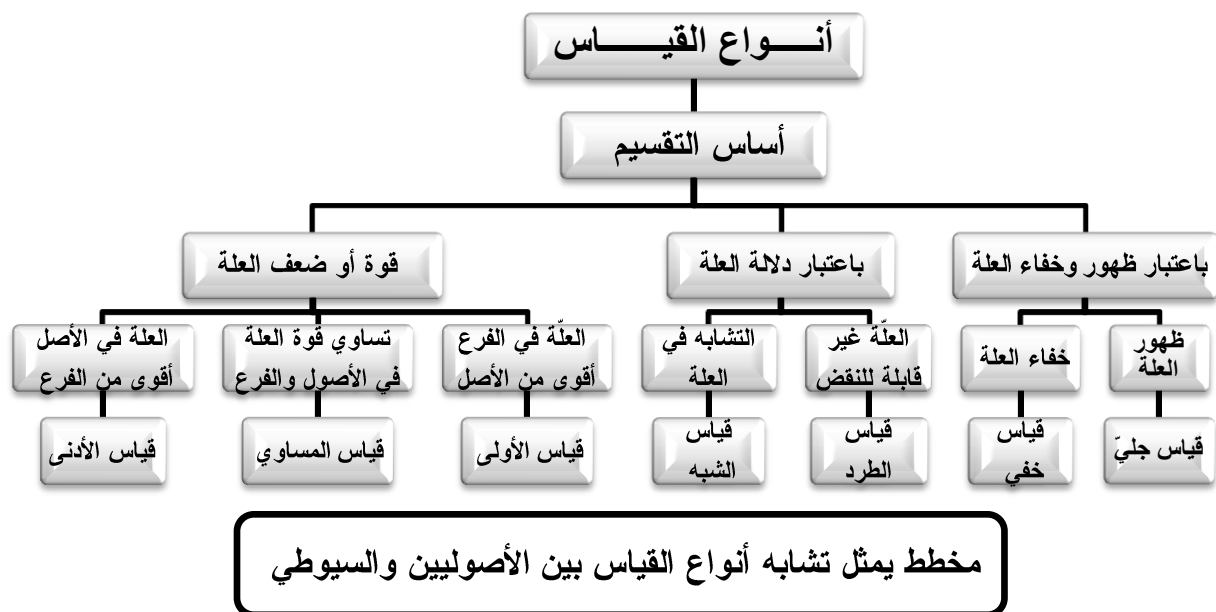 أنـــواع القيـــــاس
أساس التقسيم
باعتبار ظهور وخفاء العلة
باعتبار دلالة العلة
قوة أو ضعف العلة
ظهور
العلة
خفاء العلة
العلّة غير
قابلة للنقض
التشابه في
العلة
العلّة في الفرع
أقوى من الأصل
تساوي قوة العلة
في الأصول والفرع
العلة في الأصل
أقوى من الفرع
قياس جليّ
قياس
خفي
قياس
الطرد
قياس
الشبه
قياس الأولى
قياس المساوي
قياس الأدنى
مخطط يمثل تشابه أنواع القياس بين الأصوليين والسيوطي